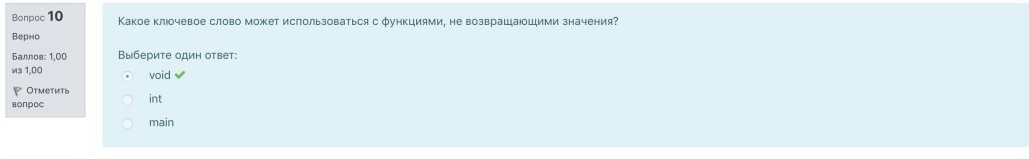 Вопрос 10
Верно
Баллов: 1,00
из 1,00
Отметить
вопрос
Какое ключевое слово может использоваться с функциями, не возвращающими значения?
Выберите один ответ:
void
int
main